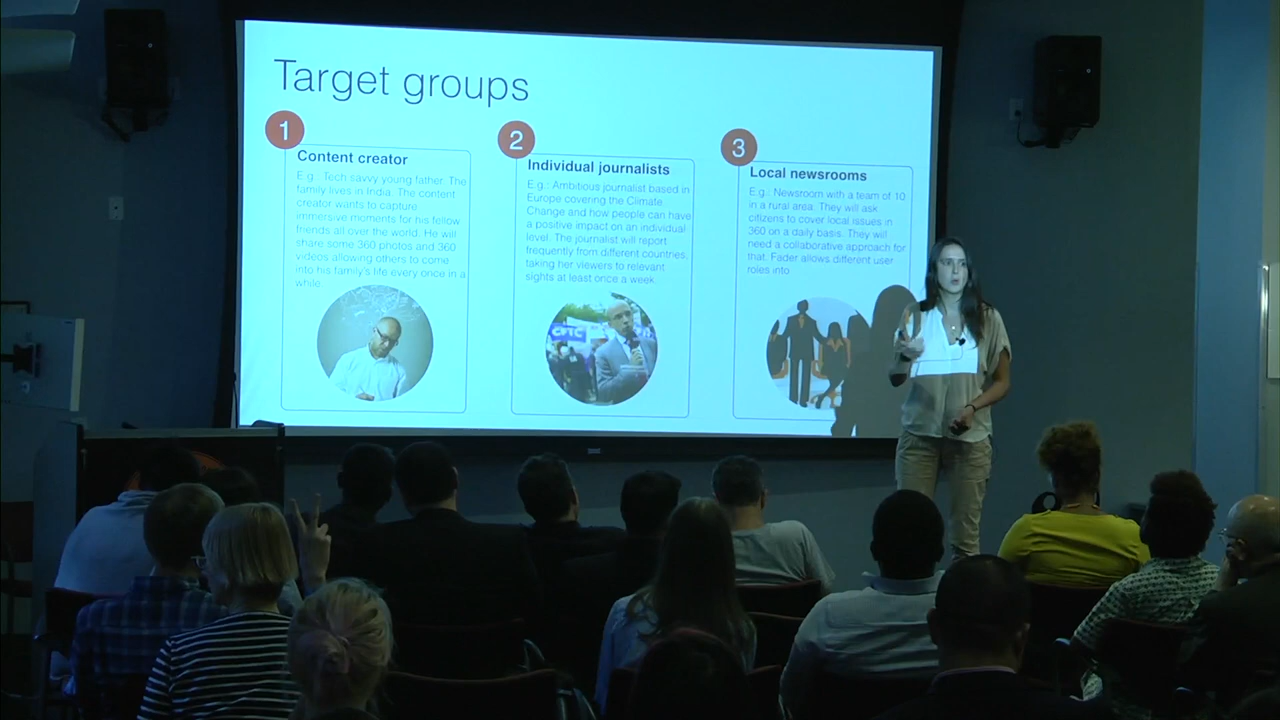 Target groups
1
Content creator
E.g.: Tech savvy young father. The
family lives in India. The content
creator wants to capture
immersive moments for his fellow
friends all over the world. He will
share some 360 photos and 360
videos allowing others to come
into his family's life every once in a
while.
2
Individual journalists
E.g.: Ambitious journalist based in
Europe covering the Climate
Change and how people can have
a positive impact on an individual
level. The journalist will report
frequently from different countries,
taking her viewers to relevant
sights at least once a week.
CFTC
3
Local newsrooms
E.g.: Newsroom with a team of 10
in a rural area. They will ask
citizens to cover local issues in
360 on a daily basis. They will
need a collaborative approach for
that. Fader allows different user
roles into